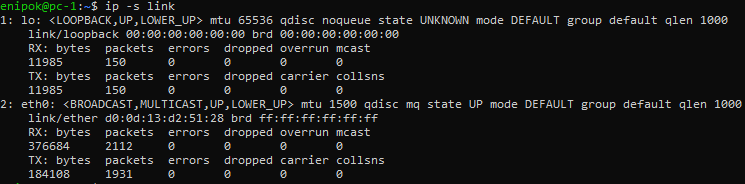 enipok@pc-1:~$ ip -s link
1: lo: <LOOPBACK,UP,LOWER_UP> mtu 65536 qdisc noqueue state UNKNOWN mode DEFAULT group default qlen 1000
    link/loopback 00:00:00:00:00:00 brd 00:00:00:00:00:00
    RX: bytes  packets  errors  dropped overrun mcast
    11985      150      0       0       0       0
    TX: bytes  packets  errors  dropped carrier collsns
    11985      150      0       0       0       0
2: eth0: <BROADCAST,MULTICAST,UP,LOWER_UP> mtu 1500 qdisc mq state UP mode DEFAULT group default qlen 1000
    link/ether d0:0d:13:d2:51:28 brd ff:ff:ff:ff:ff:ff
    RX: bytes  packets  errors  dropped overrun mcast
    376684     2112     0       0       0       0
    TX: bytes  packets  errors  dropped carrier collsns
    184108     1931     0       0       0       0